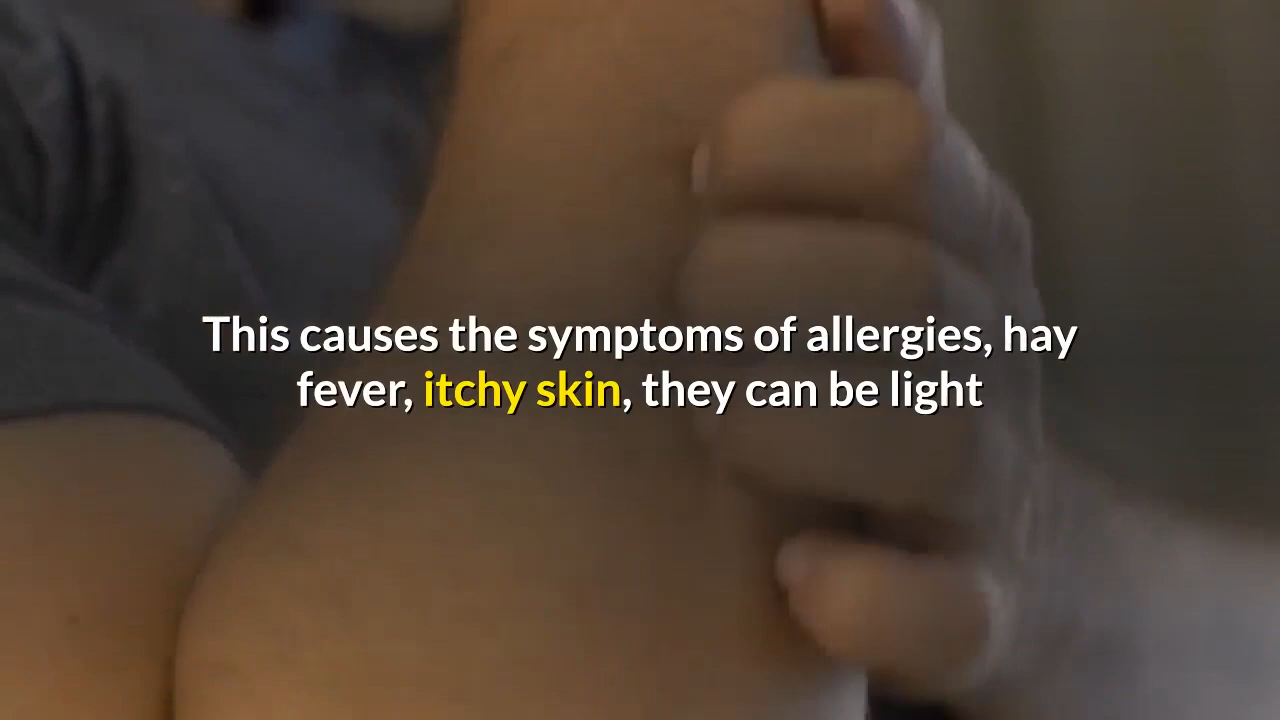 This causes the symptoms of allergies, hay
fever, itchy skin, they can be light